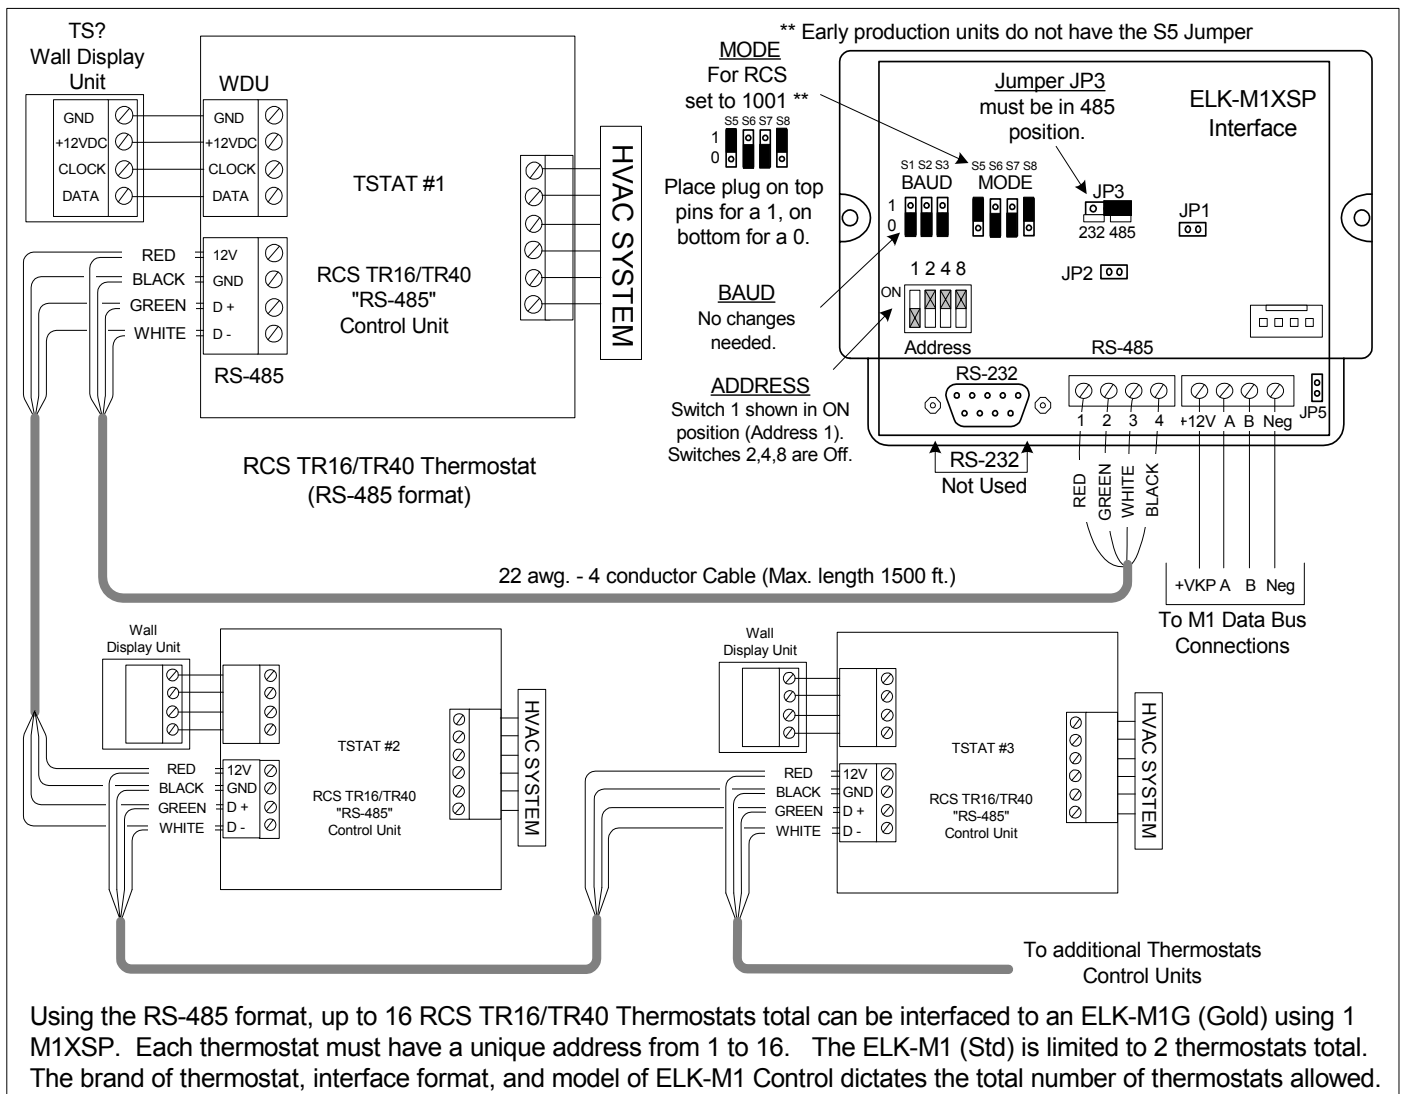 TS?
Wall Display
Unit
GND
+12VDC
CLOCK
DATA
WDU
GND
+12VDC
CLOCK
DATA
TSTAT #1
RCS TR16/TR40
"RS-485"
Control Unit
HVAC SYSTEM
RED
BLACK
GREEN
WHITE
12V
GND
D +
D -
RS-485
RCS TR16/TR40 Thermostat
(RS-485 format)
** Early production units do not have the S5 Jumper
MODE
For RCS
set to 1001 **
S5 S6 S7 S8
1
0
Place plug on top
pins for a 1, on
bottom for a 0.
BAUD
No changes
needed.
ADDRESS
Switch 1 shown in ON
position (Address 1).
Switches 2,4,8 are Off.
Jumper JP3
must be in 485
position.
ELK-M1XSP
Interface
S1 S2 S3
BAUD
1
0
S5 S6 S7 S8
MODE
JP3
232 485
JP1
JP2
1 2 4 8
ON
Address
RS-232
RS-485
1 2 3 4
+12V A B Neg
JP5
RS-232
Not Used
RED
GREEN
WHITE
BLACK
+VKP A B Neg
To M1 Data Bus
Connections
22 awg. - 4 conductor Cable (Max. length 1500 ft.)
Wall
Display Unit
TSTAT #2
RCS TR16/TR40
"RS-485"
Control Unit
HVAC SYSTEM
RED
BLACK
GREEN
WHITE
12V
GND
D +
D -
Wall
Display Unit
TSTAT #3
RCS TR16/TR40
"RS-485"
Control Unit
HVAC SYSTEM
RED
BLACK
GREEN
WHITE
12V
GND
D +
D -
To additional Thermostats
Control Units
Using the RS-485 format, up to 16 RCS TR16/TR40 Thermostats total can be interfaced to an ELK-M1G (Gold) using 1
M1XSP. Each thermostat must have a unique address from 1 to 16. The ELK-M1 (Std) is limited to 2 thermostats total.
The brand of thermostat, interface format, and model of ELK-M1 Control dictates the total number of thermostats allowed.